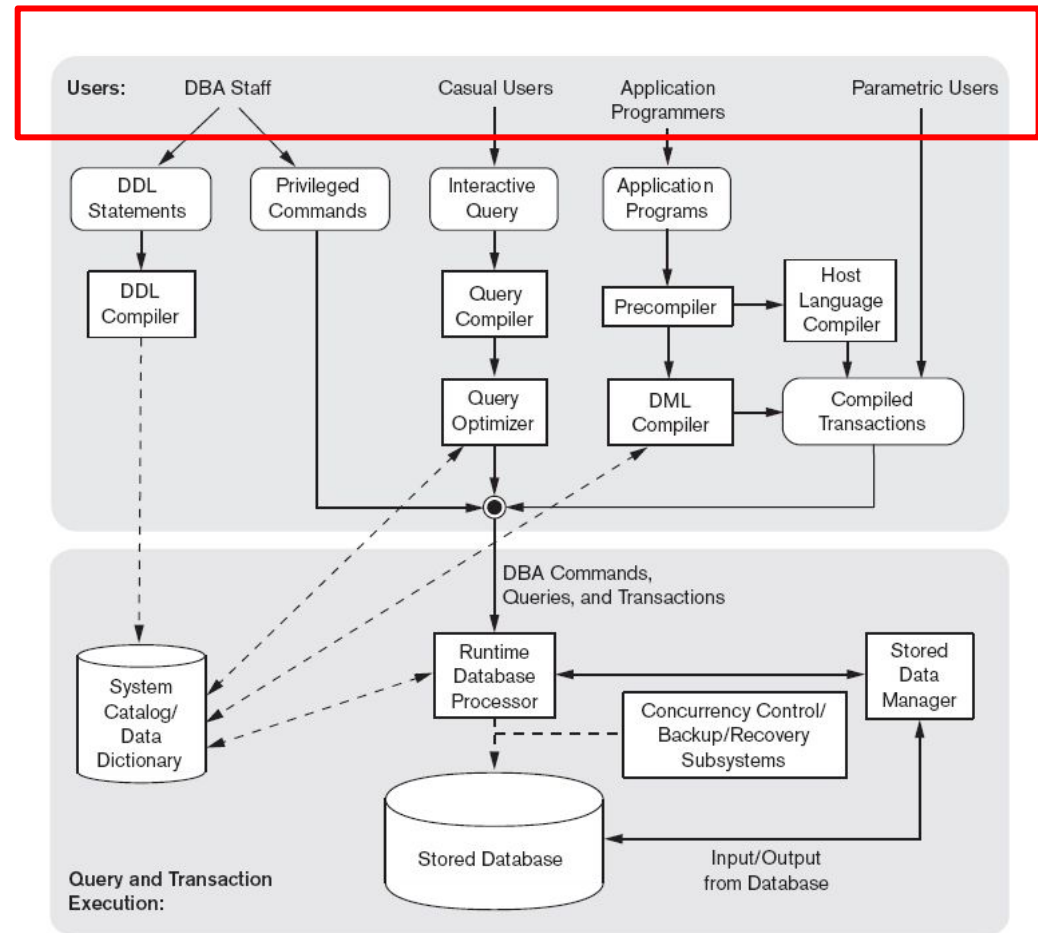 Users:
DBA Staff
Casual Users
Application
Programmers
Parametric Users
DDL
Statements
Privileged
Commands
Interactive
Query
Application
Programs
DDL
Compiler
Query
Compiler
Precompiler
Host
Language
Compiler
Query
Optimizer
DML
Compiler
Compiled
Transactions
DBA Commands,
Queries, and Transactions
System
Catalog/
Data
Dictionary
Runtime
Database
Processor
Stored
Data
Manager
Concurrency Control/
Backup/Recovery
Subsystems
Stored Database
Input/Output
from Database
Query and Transaction
Execution: